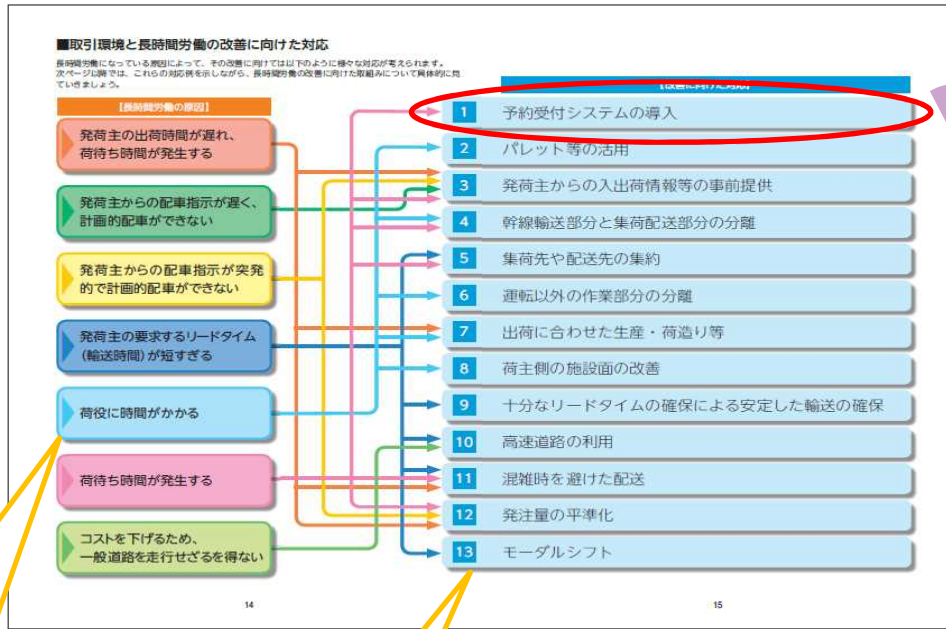 ■取引環境と長時間労働の改善に向けた対応
長時間労働になっている原因によって、その改善に向けては以下のように様々な対応が考えられます。
次ページ以降では、これらの対応例を示しながら、長時間労働の改善に向けた取組みについて具体的に見
ていきましょう。
【長時間労働の原因】
発荷主の出荷時間が遅れ、
荷待ち時間が発生する
発荷主からの配車指示が遅く、
計画的配車ができない
発荷主からの配車指示が突発
的で計画的配車ができない
発荷主の要求するリードタイム
(輸送時間)が短すぎる
荷役に時間がかかる
荷待ち時間が発生する
コストを下げるため、
一般道路を走行せざるを得ない
14
【改善に向けた対応】
1 予約受付システムの導入
2 パレット等の活用
3 発荷主からの入出荷情報等の事前提供
4 幹線輸送部分と集荷配送部分の分離
5 集荷先や配送先の集約
6 運転以外の作業部分の分離
7 出荷に合わせた生産・荷造り等
8 荷主側の施設面の改善
9 十分なリードタイムの確保による安定した輸送の確保
10 高速道路の利用
11 混雑時を避けた配送
12 発注量の平準化
13 モーダルシフト
15